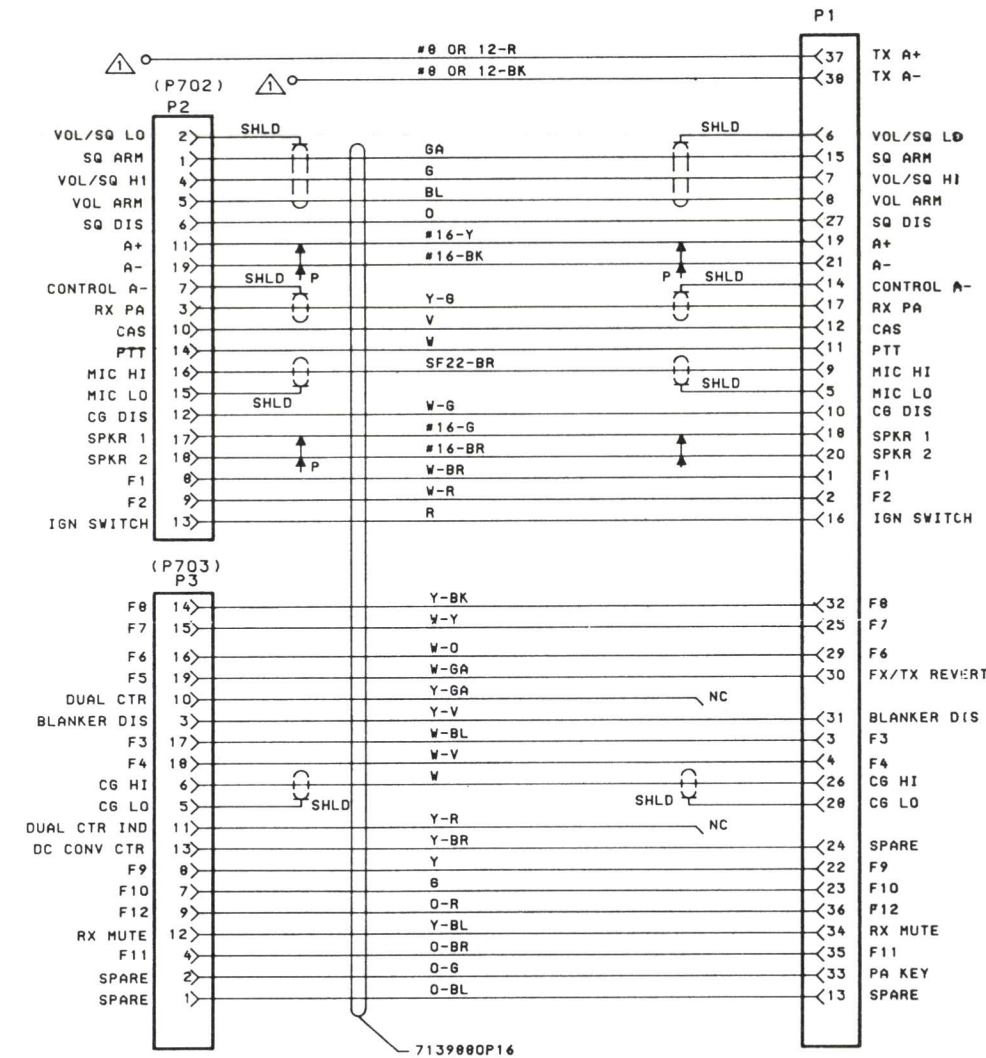 P1
#8 OR 12-R 37 TX A+
1
#8 OR 12-BK 38 TX A-
1
(P702)
P2
VOL/SQ LO 2 SHLD SHLD 6 VOL/SQ LO
SQ ARM 1 GA 15 SQ ARM
VOL/SQ HI 4 G 7 VOL/SQ HI
VOL ARM 5 BL 8 VOL ARM
SQ DIS 6 O 27 SQ DIS
A+ 11 #16-Y 19 A+
A- 19 #16-BK 21 A-
P P
CONTROL A- 7 SHLD SHLD 14 CONTROL A-
RX PA 3 Y-G 17 RX PA
CAS 10 V 12 CAS
PTT 14 W 11 PTT
MIC HI 16 SF22-BR 9 MIC HI
MIC LO 15 SHLD SHLD 5 MIC LO
CG DIS 12 W-G 10 CG DIS
SPKR 1 17 #16-G 18 SPKR 1
SPKR 2 18 #16-BR 20 SPKR 2
P
F1 8 W-BR 1 F1
F2 9 W-R 2 F2
IGN SWITCH 13 R 16 IGN SWITCH
(P703)
P3
F8 14 Y-BK 32 F8
F7 15 W-Y 25 F7
F6 16 W-O 29 F6
F5 19 W-GA 30 FX/TX REVERT
DUAL CTR 10 Y-GA NC
BLANKER DIS 3 Y-V 31 BLANKER DIS
F3 17 W-BL 3 F3
F4 18 W-V 4 F4
CG HI 6 W 26 CG HI
CG LO 5 SHLD SHLD 28 CG LO
DUAL CTR IND 11 Y-R NC
DC CONV CTR 13 Y-BR 24 SPARE
F9 8 Y 22 F9
F10 7 G 23 F10
F12 9 O-R 36 F12
RX MUTE 12 Y-BL 34 RX MUTE
F11 4 O-BR 35 F11
SPARE 2 O-G 33 PA KEY
SPARE 1 O-BL 13 SPARE
7139880P16